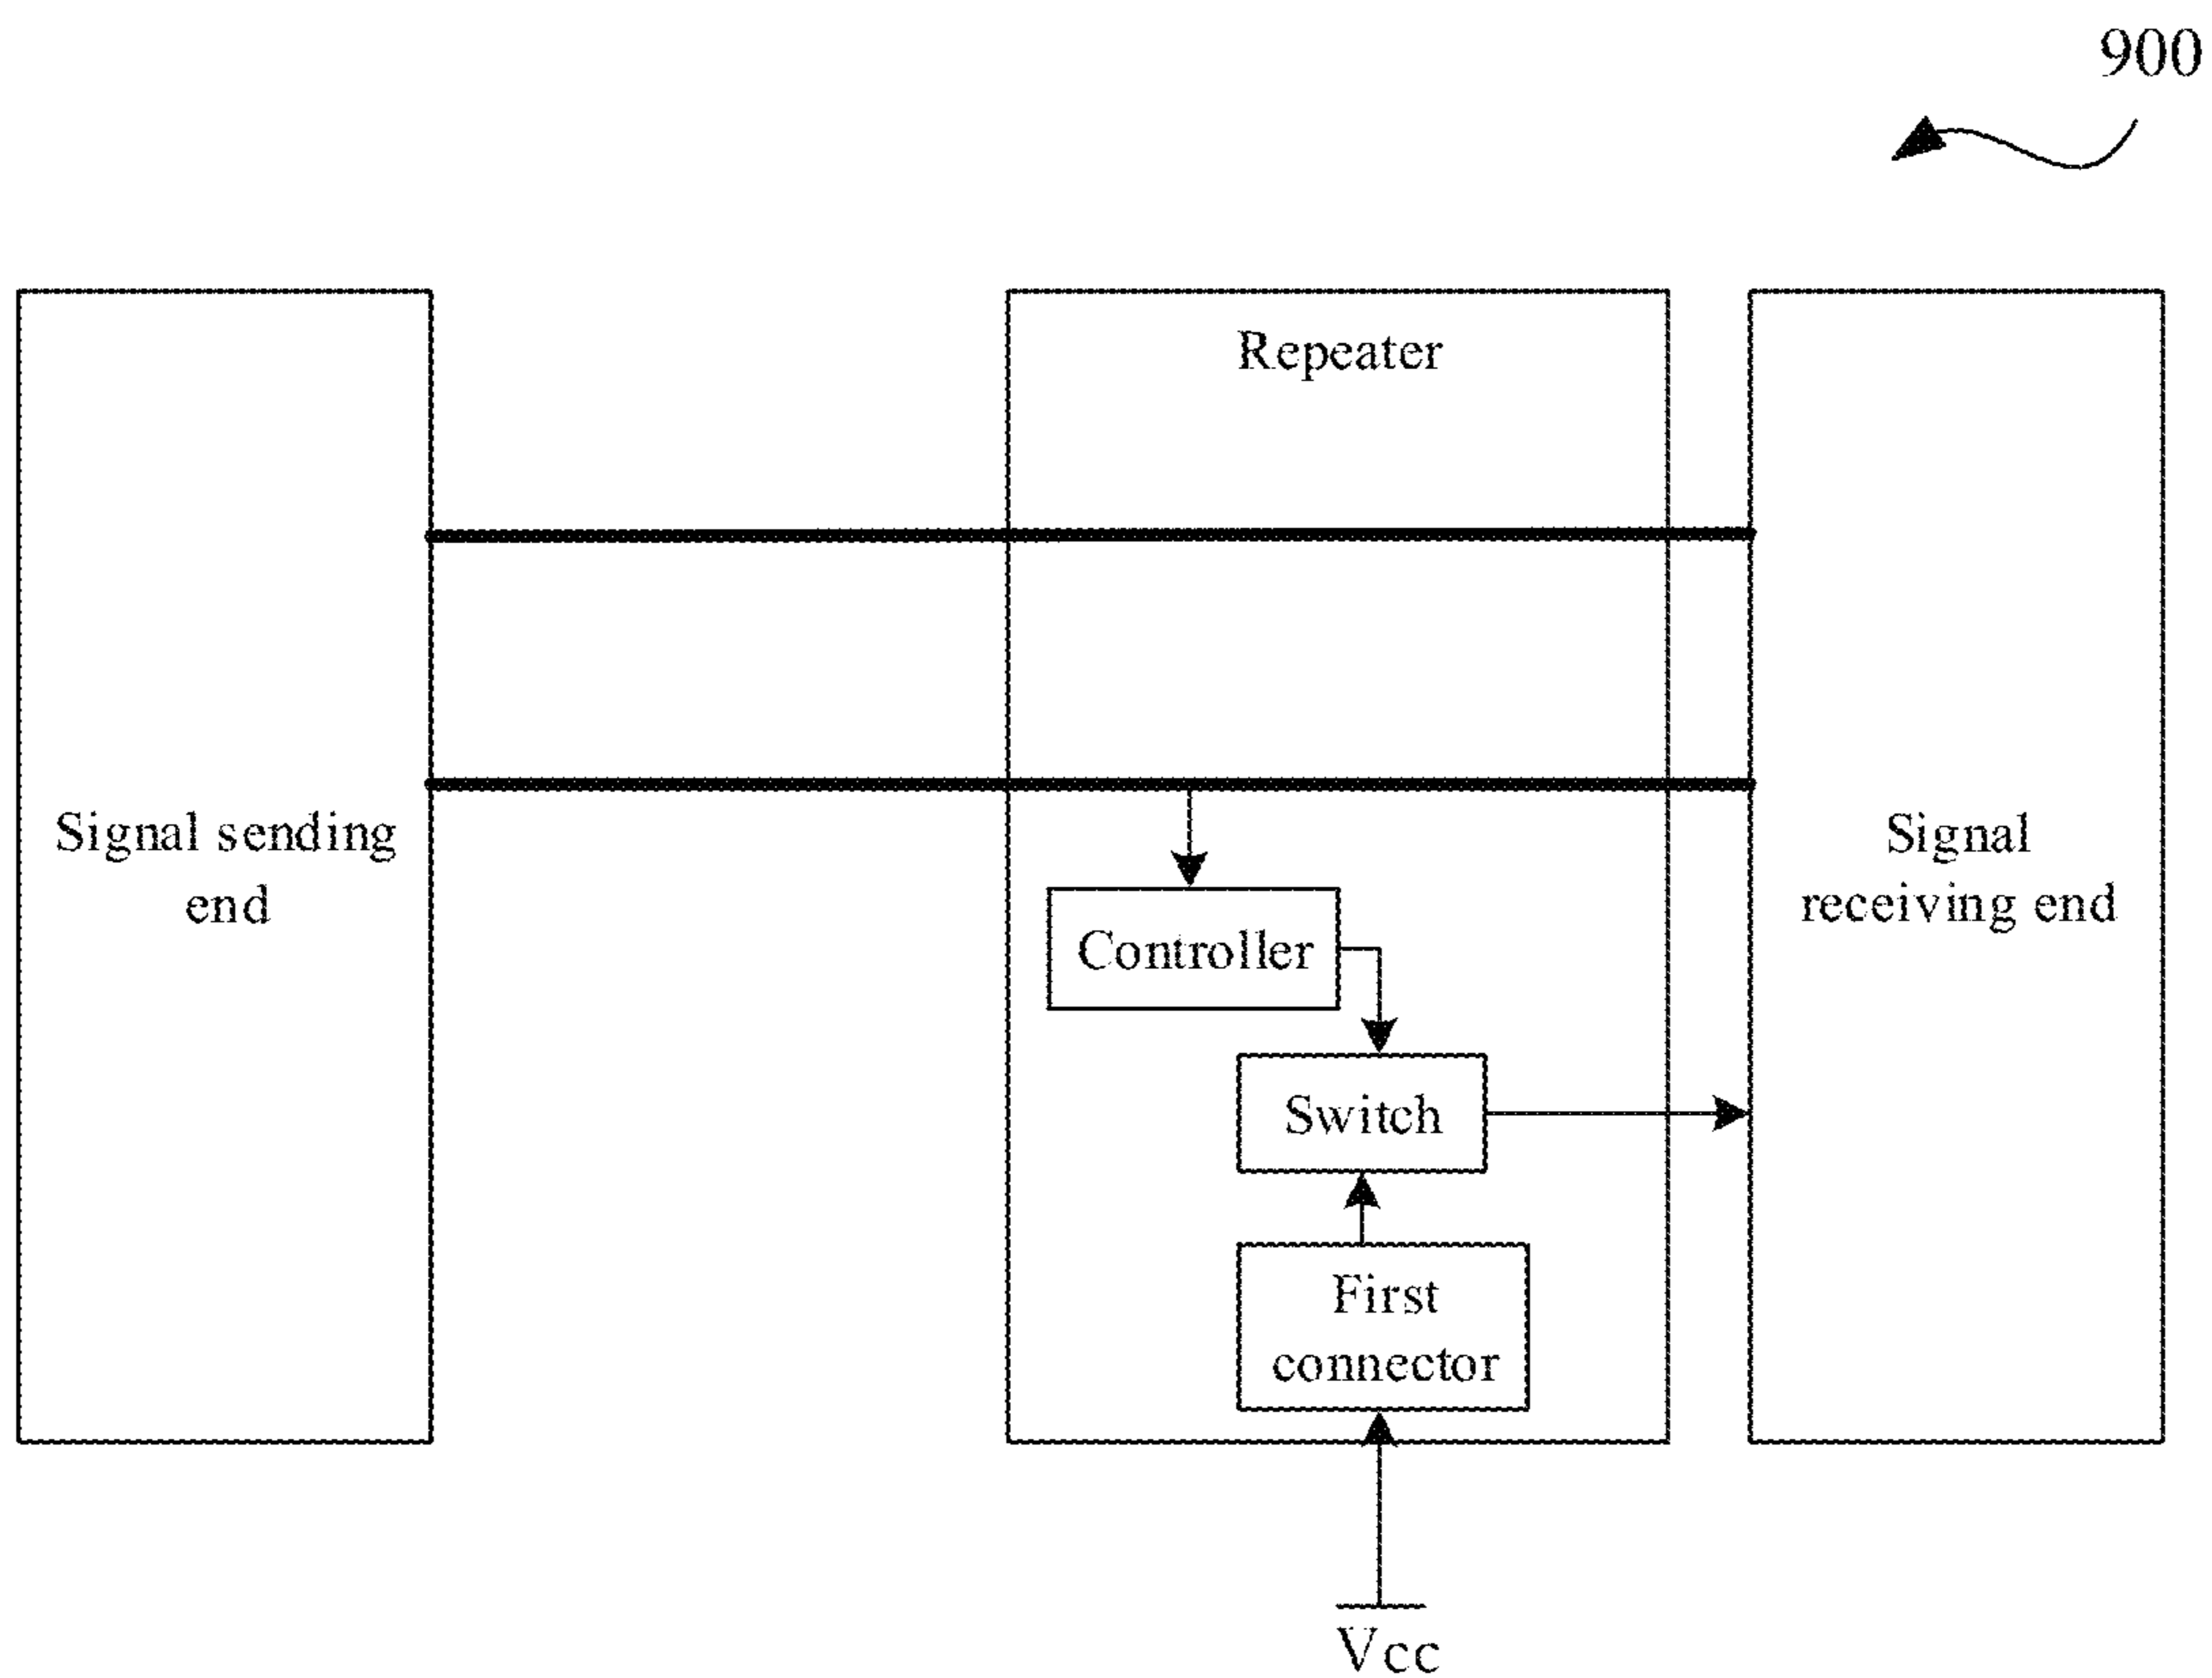 900
Repeater
Signal sending
end
Signal
receiving end
Controller
Switch
First
connector
Vcc